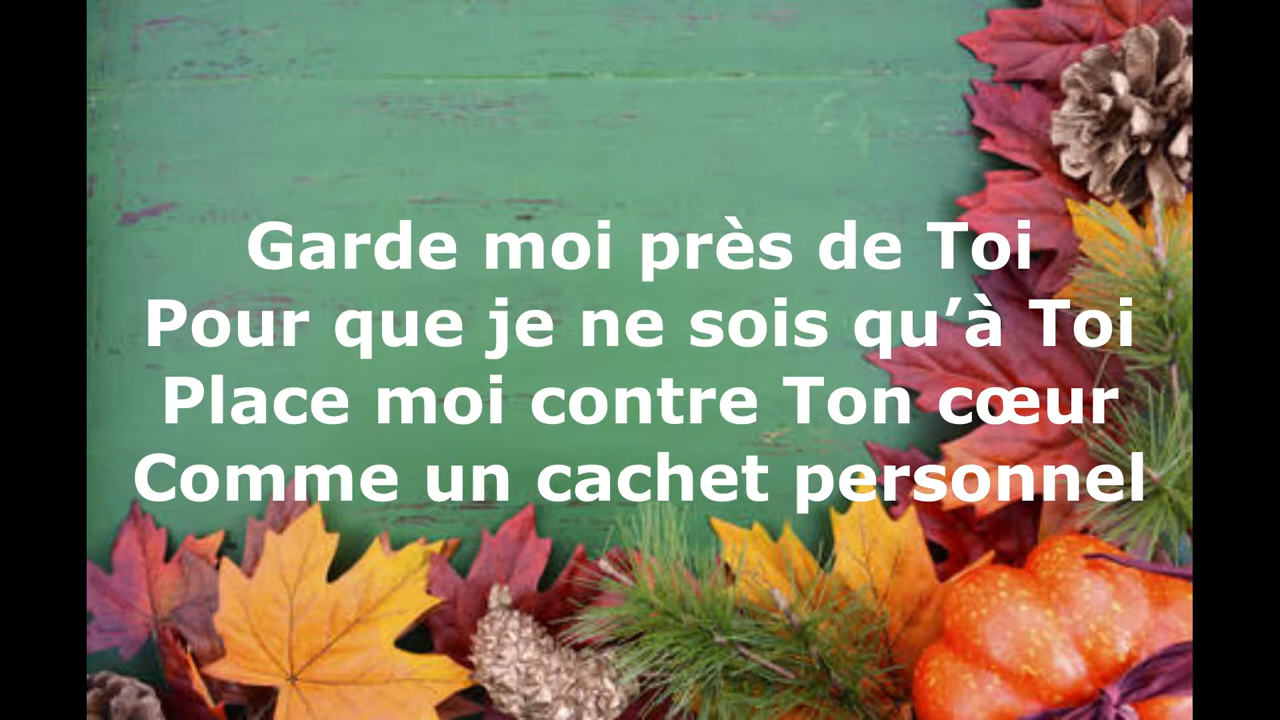 Garde moi près de Toi
Pour que je ne sois qu’à Toi
Place moi contre Ton cœur
Comme un cachet personnel